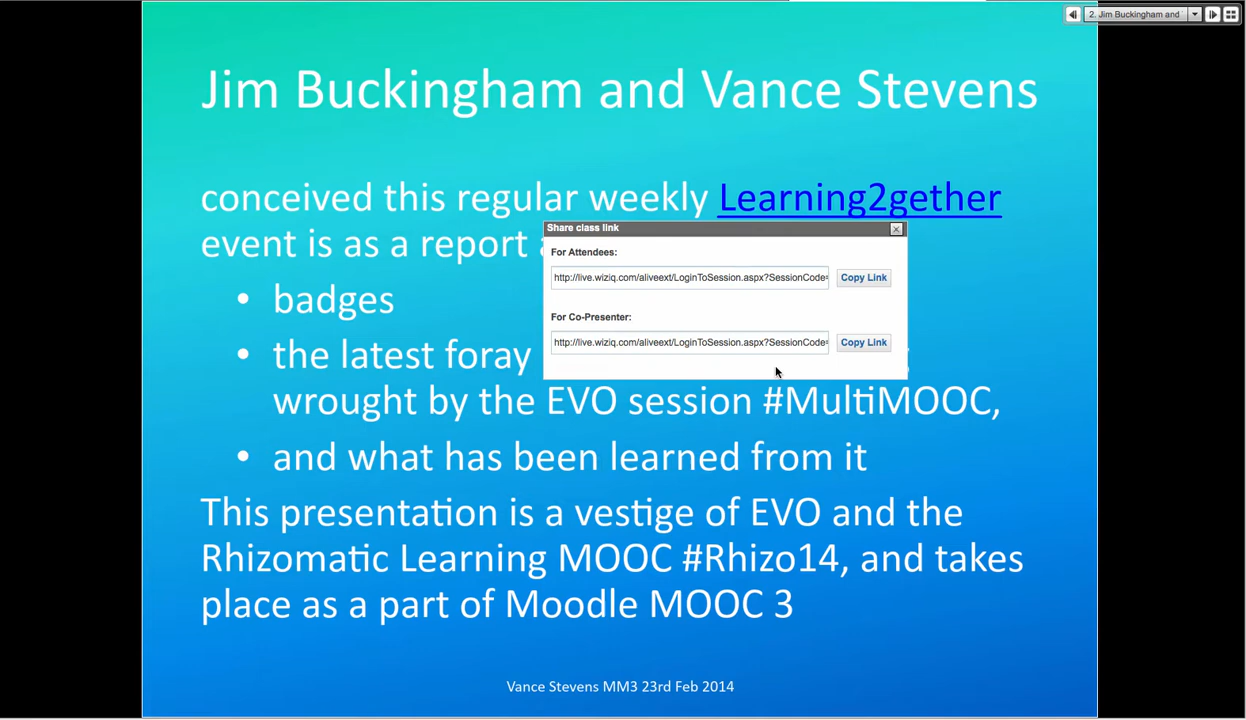 2. Jim Buckingham and
Jim Buckingham and Vance Stevens
conceived this regular weekly Learning2gether
event is as a report
Share class link
For Attendees:
http://live.wiziq.com/aliveext/LoginToSession.aspx?SessionCode=
Copy Link
For Co-Presenter:
http://live.wiziq.com/aliveext/LoginToSession.aspx?SessionCode=
Copy Link
• badges
• the latest foray
wrought by the EVO session #MultiMOOC,
• and what has been learned from it
This presentation is a vestige of EVO and the
Rhizomatic Learning MOOC #Rhizo14, and takes
place as a part of Moodle MOOC 3
Vance Stevens MM3 23rd Feb 2014